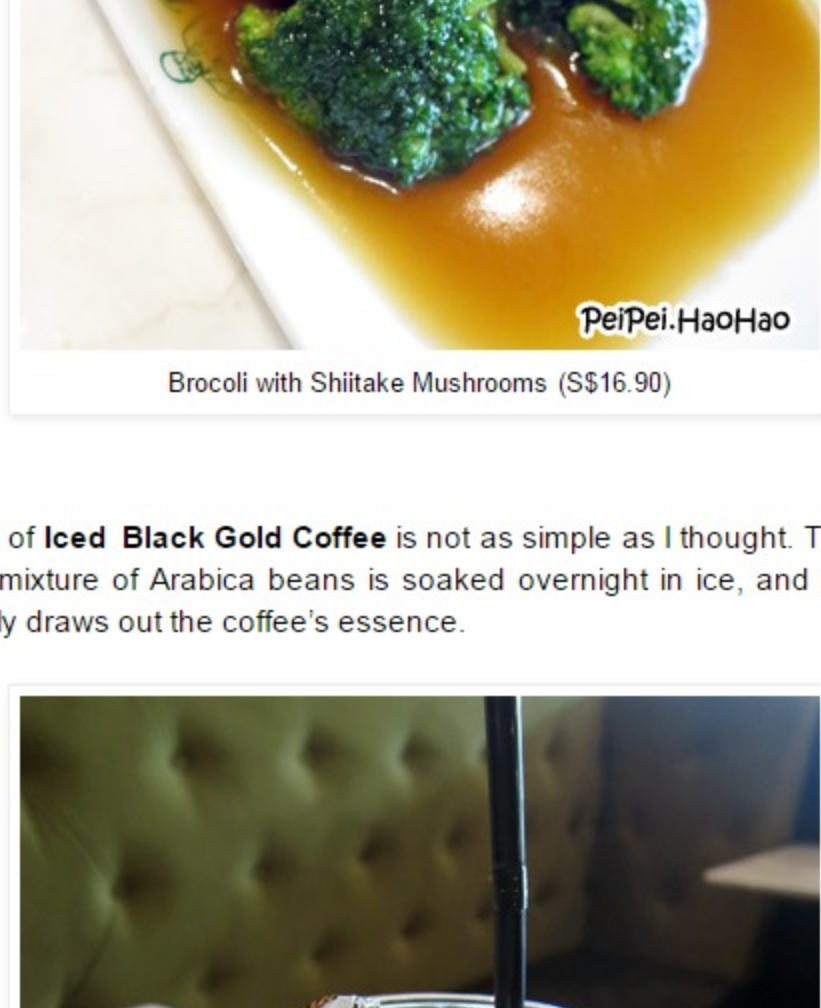 PeiPei.HaoHao
Brocoli with Shiitake Mushrooms (S$16.90)
of Iced Black Gold Coffee is not as simple as I thought.
mixture of Arabica beans is soaked overnight in ice, and
draws out the coffee’s essence.